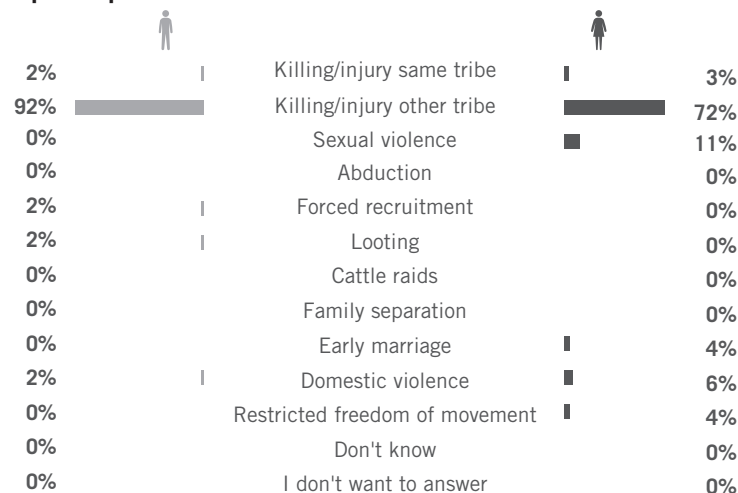 2% Killing/injury same tribe 3%
92% Killing/injury other tribe 72%
0% Sexual violence 11%
0% Abduction 0%
2% Forced recruitment 0%
2% Looting 0%
0% Cattle raids 0%
0% Family separation 0%
0% Early marriage 4%
2% Domestic violence 6%
0% Restricted freedom of movement 4%
0% Don't know 0%
0% I don't want to answer 0%